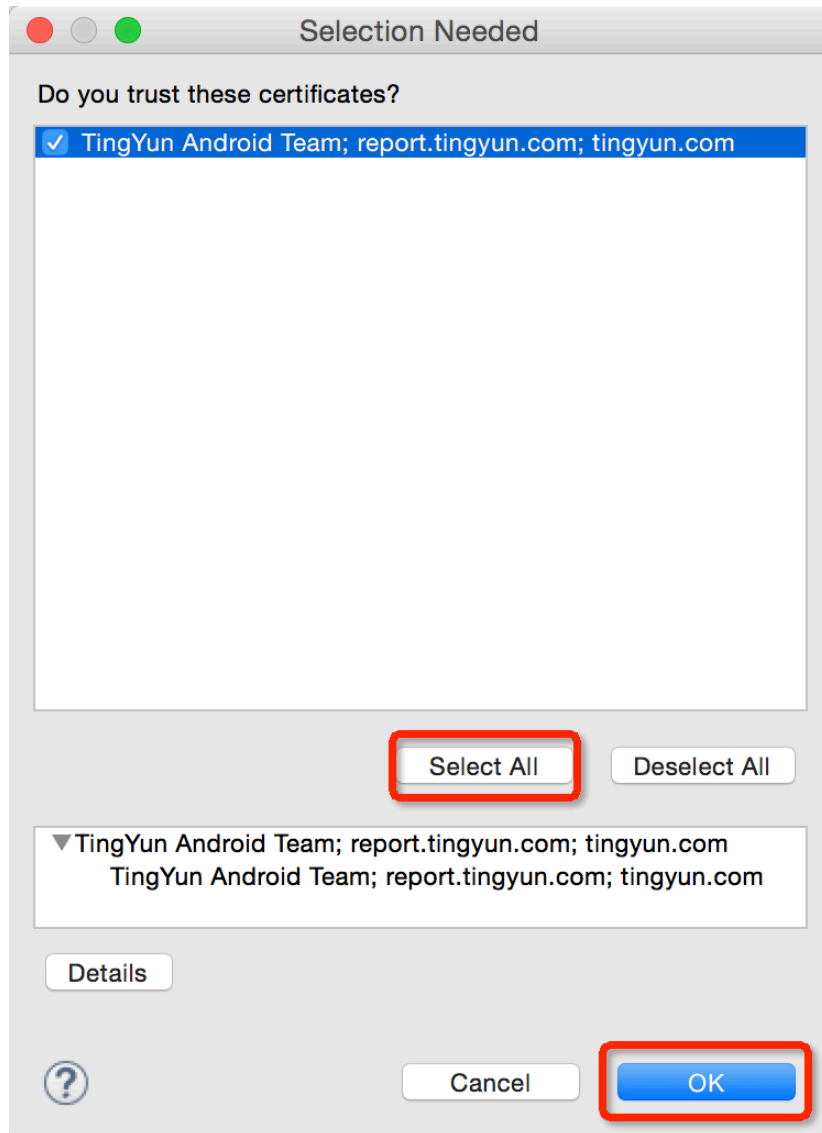 Selection Needed
Do you trust these certificates?
TingYun Android Team; report.tingyun.com; tingyun.com
Select All
Deselect All
TingYun Android Team; report.tingyun.com; tingyun.com
TingYun Android Team; report.tingyun.com; tingyun.com
Details
?
Cancel
OK